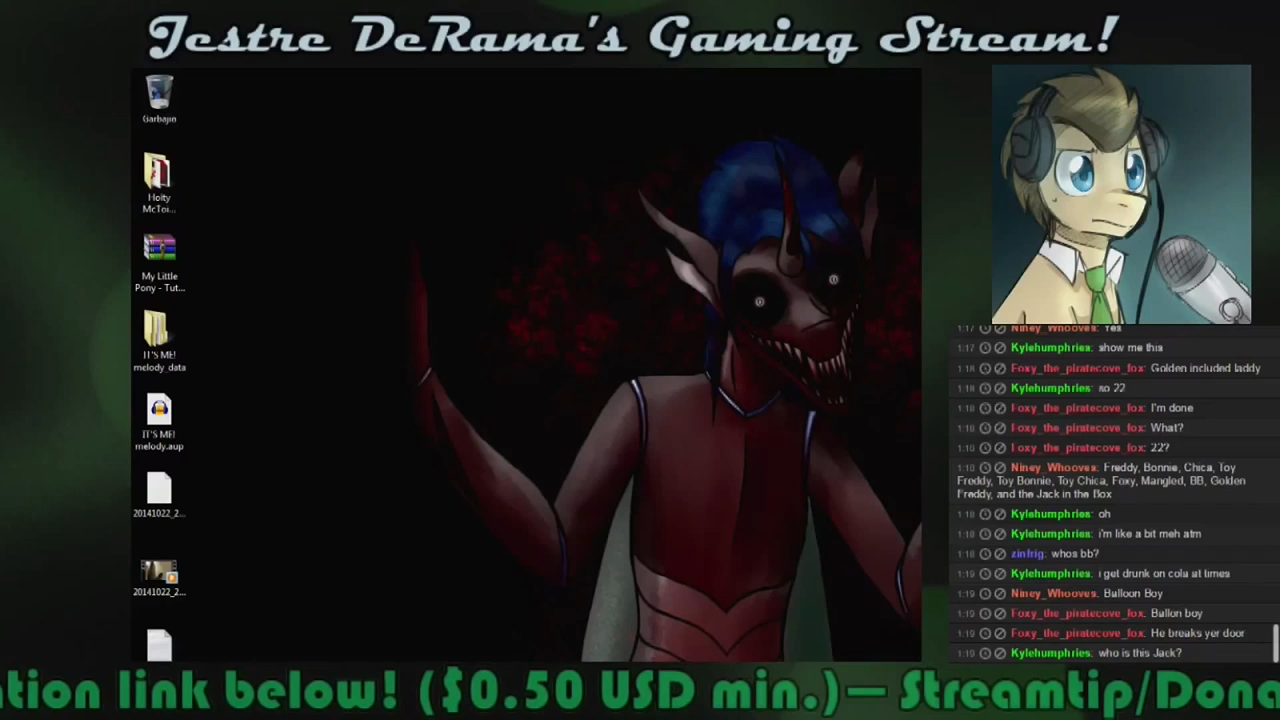 Jestre DeRama's Gaming Stream!
Garbajio
Hoity
McToi...
My Little
Pony - Tut...
IT'S ME!
melody_data
IT'S ME!
melody.aup
20141022_2...
20141022_2...
1:17 Niney_Whooves: Yes
1:17 Kylehumphries: show me this
1:18 Foxy_the_piratecove_fox: Golden included laddy
1:18 Kylehumphries: so 22
1:18 Foxy_the_piratecove_fox: I'm done
1:18 Foxy_the_piratecove_fox: What?
1:18 Foxy_the_piratecove_fox: 22?
1:18 Niney_Whooves: Freddy, Bonnie, Chica, Toy
Freddy, Toy Bonnie, Toy Chica, Foxy, Mangled, BB, Golden
Freddy, and the Jack in the Box
1:18 Kylehumphries: oh
1:18 Kylehumphries: i'm like a bit meh atm
1:18 zinfrig: whos bb?
1:19 Kylehumphries: i get drunk on cola at times
1:19 Niney_Whooves: Balloon Boy
1:19 Foxy_the_piratecove_fox: Ballon boy
1:19 Foxy_the_piratecove_fox: He breaks yer door
1:19 Kylehumphries: who is this Jack?
ation link below! ($0.50 USD min.)— Streamtip/Dona